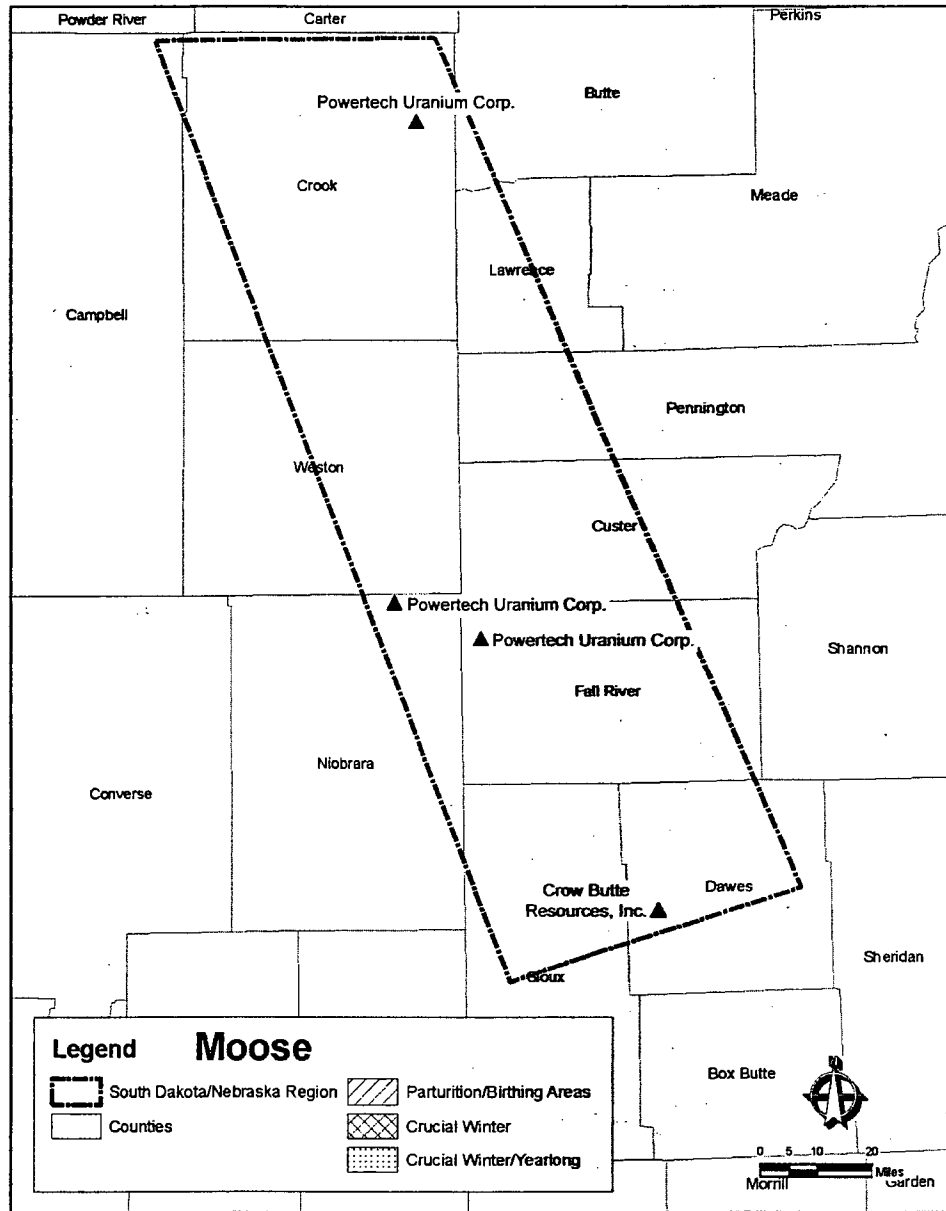 Powder River
Carter
Perkins
Powertech Uranium Corp.
Butte
Crook
Meade
Lawrence
Campbell
Pennington
Weston
Custer
Powertech Uranium Corp.
Powertech Uranium Corp.
Shannon
Fall River
Niobrara
Converse
Crow Butte
Resources, Inc.
Dawes
Sheridan
Sioux
Legend
Moose
South Dakota/Nebraska Region
Counties
Parturition/Birthing Areas
Crucial Winter
Crucial Winter/Yearlong
Box Butte
N
0 5 10 20
Miles
Morrill
Garden